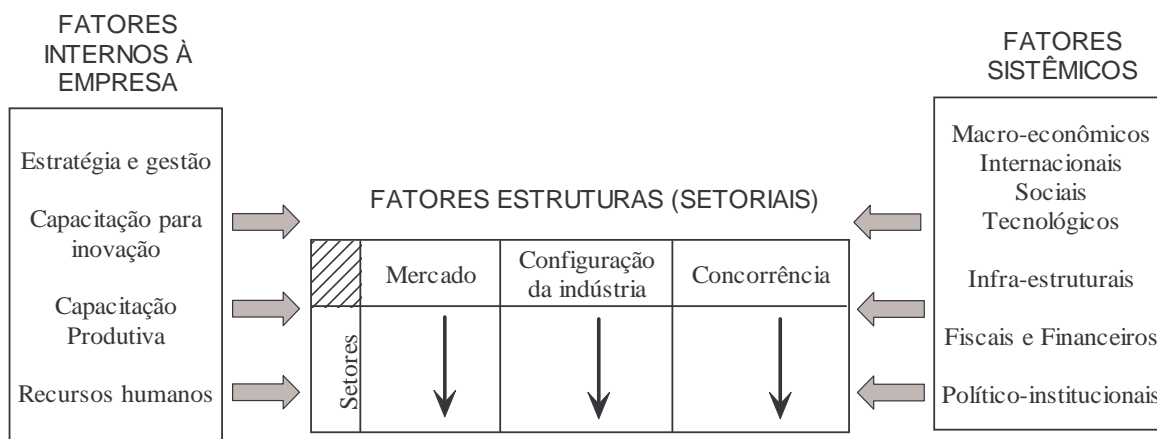 FATORES
INTERNOS À
EMPRESA
Estratégia e gestão
Capacitação para
inovação
Capacitação
Produtiva
Recursos humanos
FATORES ESTRUTURAS (SETORIAIS)
Mercado
Configuração
da indústria
Concorrência
Setores
FATORES
SISTÊMICOS
Macro-econômicos
Internacionais
Sociais
Tecnológicos
Infra-estruturais
Fiscais e Financeiros
Político-institucionais